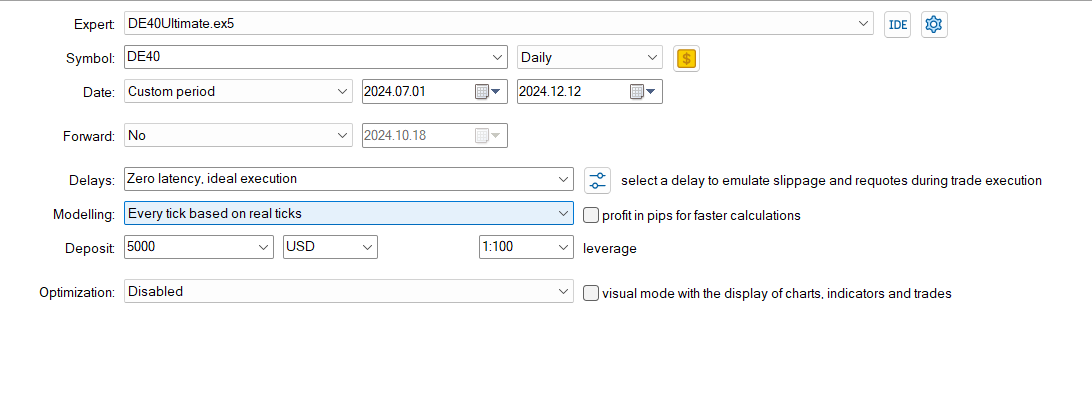 Expert: DE40Ultimate.ex5 IDE
Symbol: DE40 Daily $
Date: Custom period 2024.07.01 2024.12.12
Forward: No 2024.10.18
Delays: Zero latency, ideal execution select a delay to emulate slippage and requotes during trade execution
Modelling: Every tick based on real ticks profit in pips for faster calculations
Deposit: 5000 USD 1:100 leverage
Optimization: Disabled visual mode with the display of charts, indicators and trades